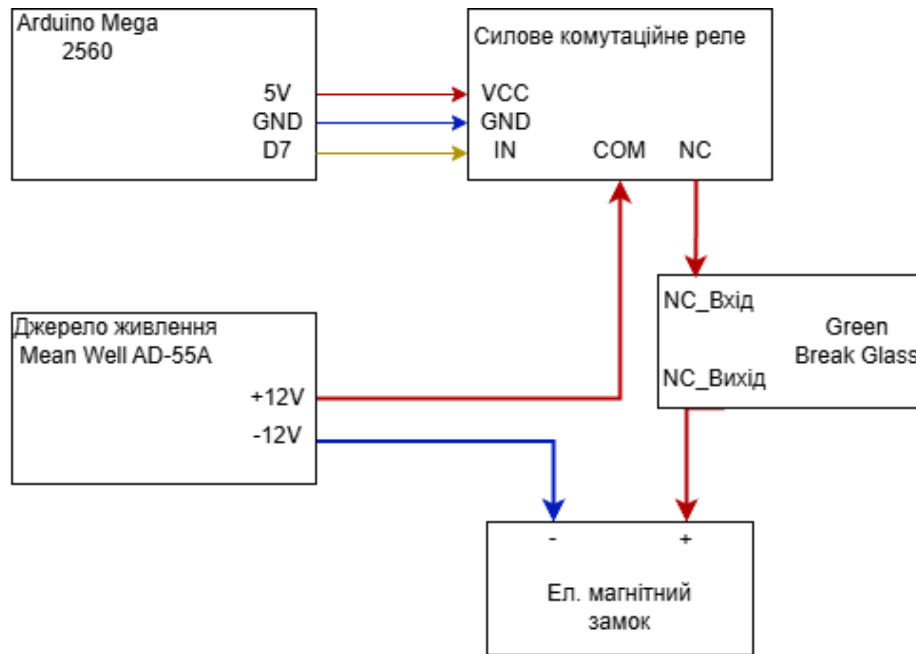 Arduino Mega
2560
5V
GND
D7
Силове комутаційне реле
VCC
GND
IN
COM
NC
NC_Вхід
Green
Break Glass
NC_Вихід
Джерело живлення
Mean Well AD-55A
+12V
-12V
-
+
Ел. магнітний
замок